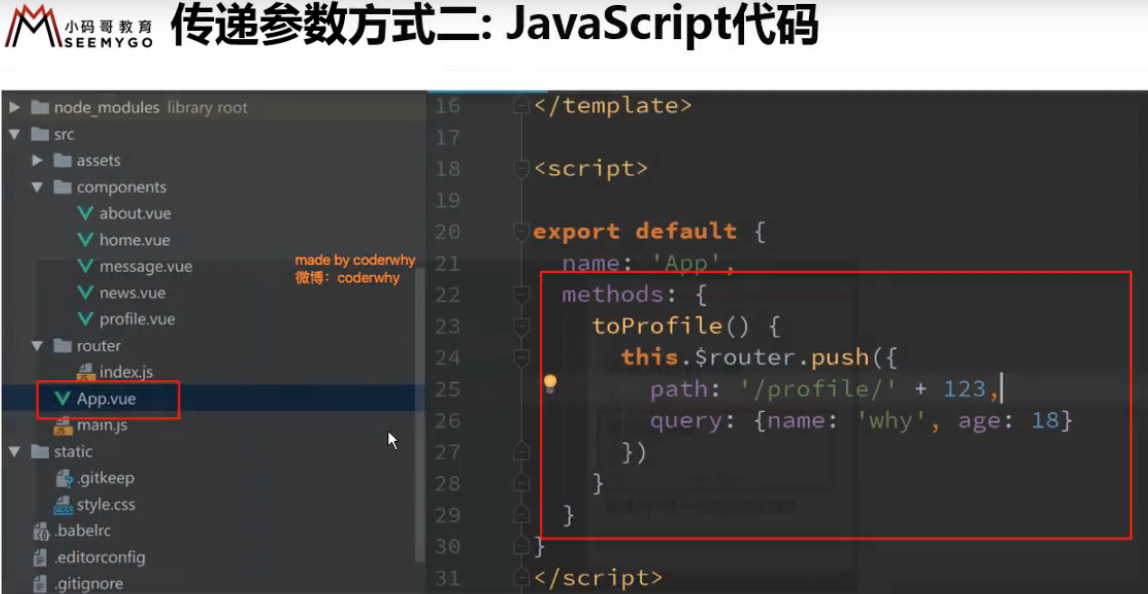 小码哥教育
SEEMYGO
传递参数方式二: JavaScript代码
node_modules library root
src
assets
components
about.vue
home.vue
message.vue
news.vue
profile.vue
router
index.js
App.vue
main.js
static
.gitkeep
style.css
.babelrc
.editorconfig
.gitignore
made by coderwhy
微博：coderwhy
16 </template>
17
18 <script>
19
20 export default {
21 name: 'App',
22 methods: {
23 toProfile() {
24 this.$router.push({
25 path: '/profile/' + 123,
26 query: {name: 'why', age: 18}
27 })
28 }
29 }
30 }
31 </script>